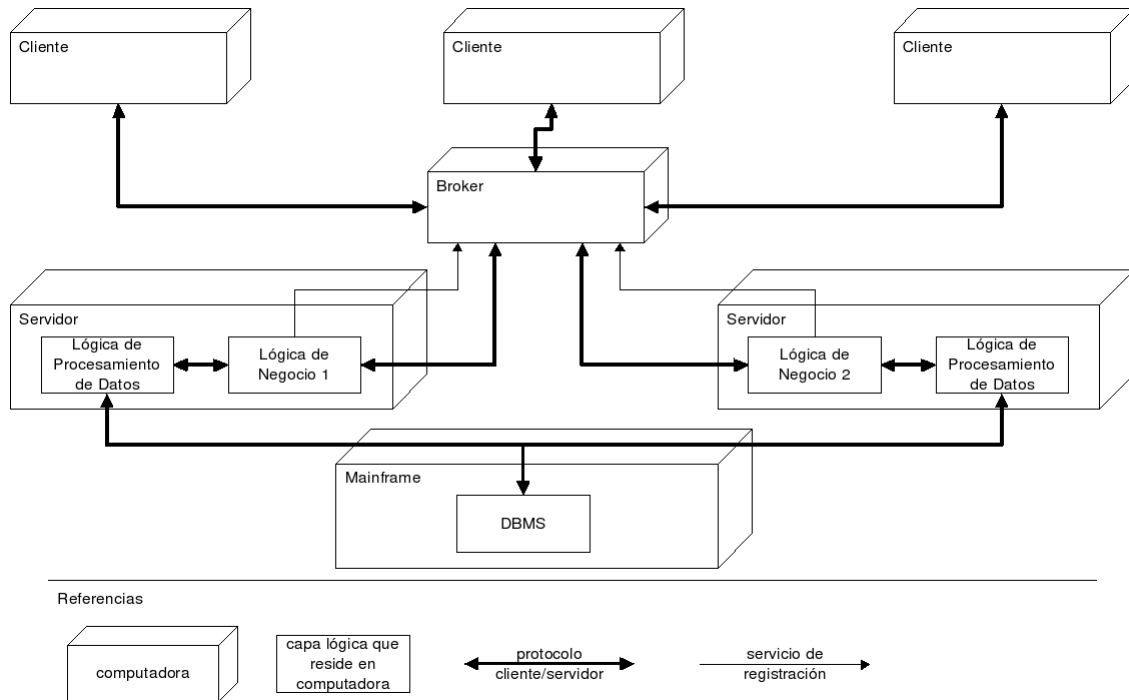 Cliente
Cliente
Cliente
Broker
Servidor
Lógica de
Procesamiento
de Datos
Lógica de
Negocio 1
Servidor
Lógica de
Negocio 2
Lógica de
Procesamiento
de Datos
Mainframe
DBMS
Referencias
computadora
capa lógica que
reside en
computadora
protocolo
cliente/servidor
servicio de
registración